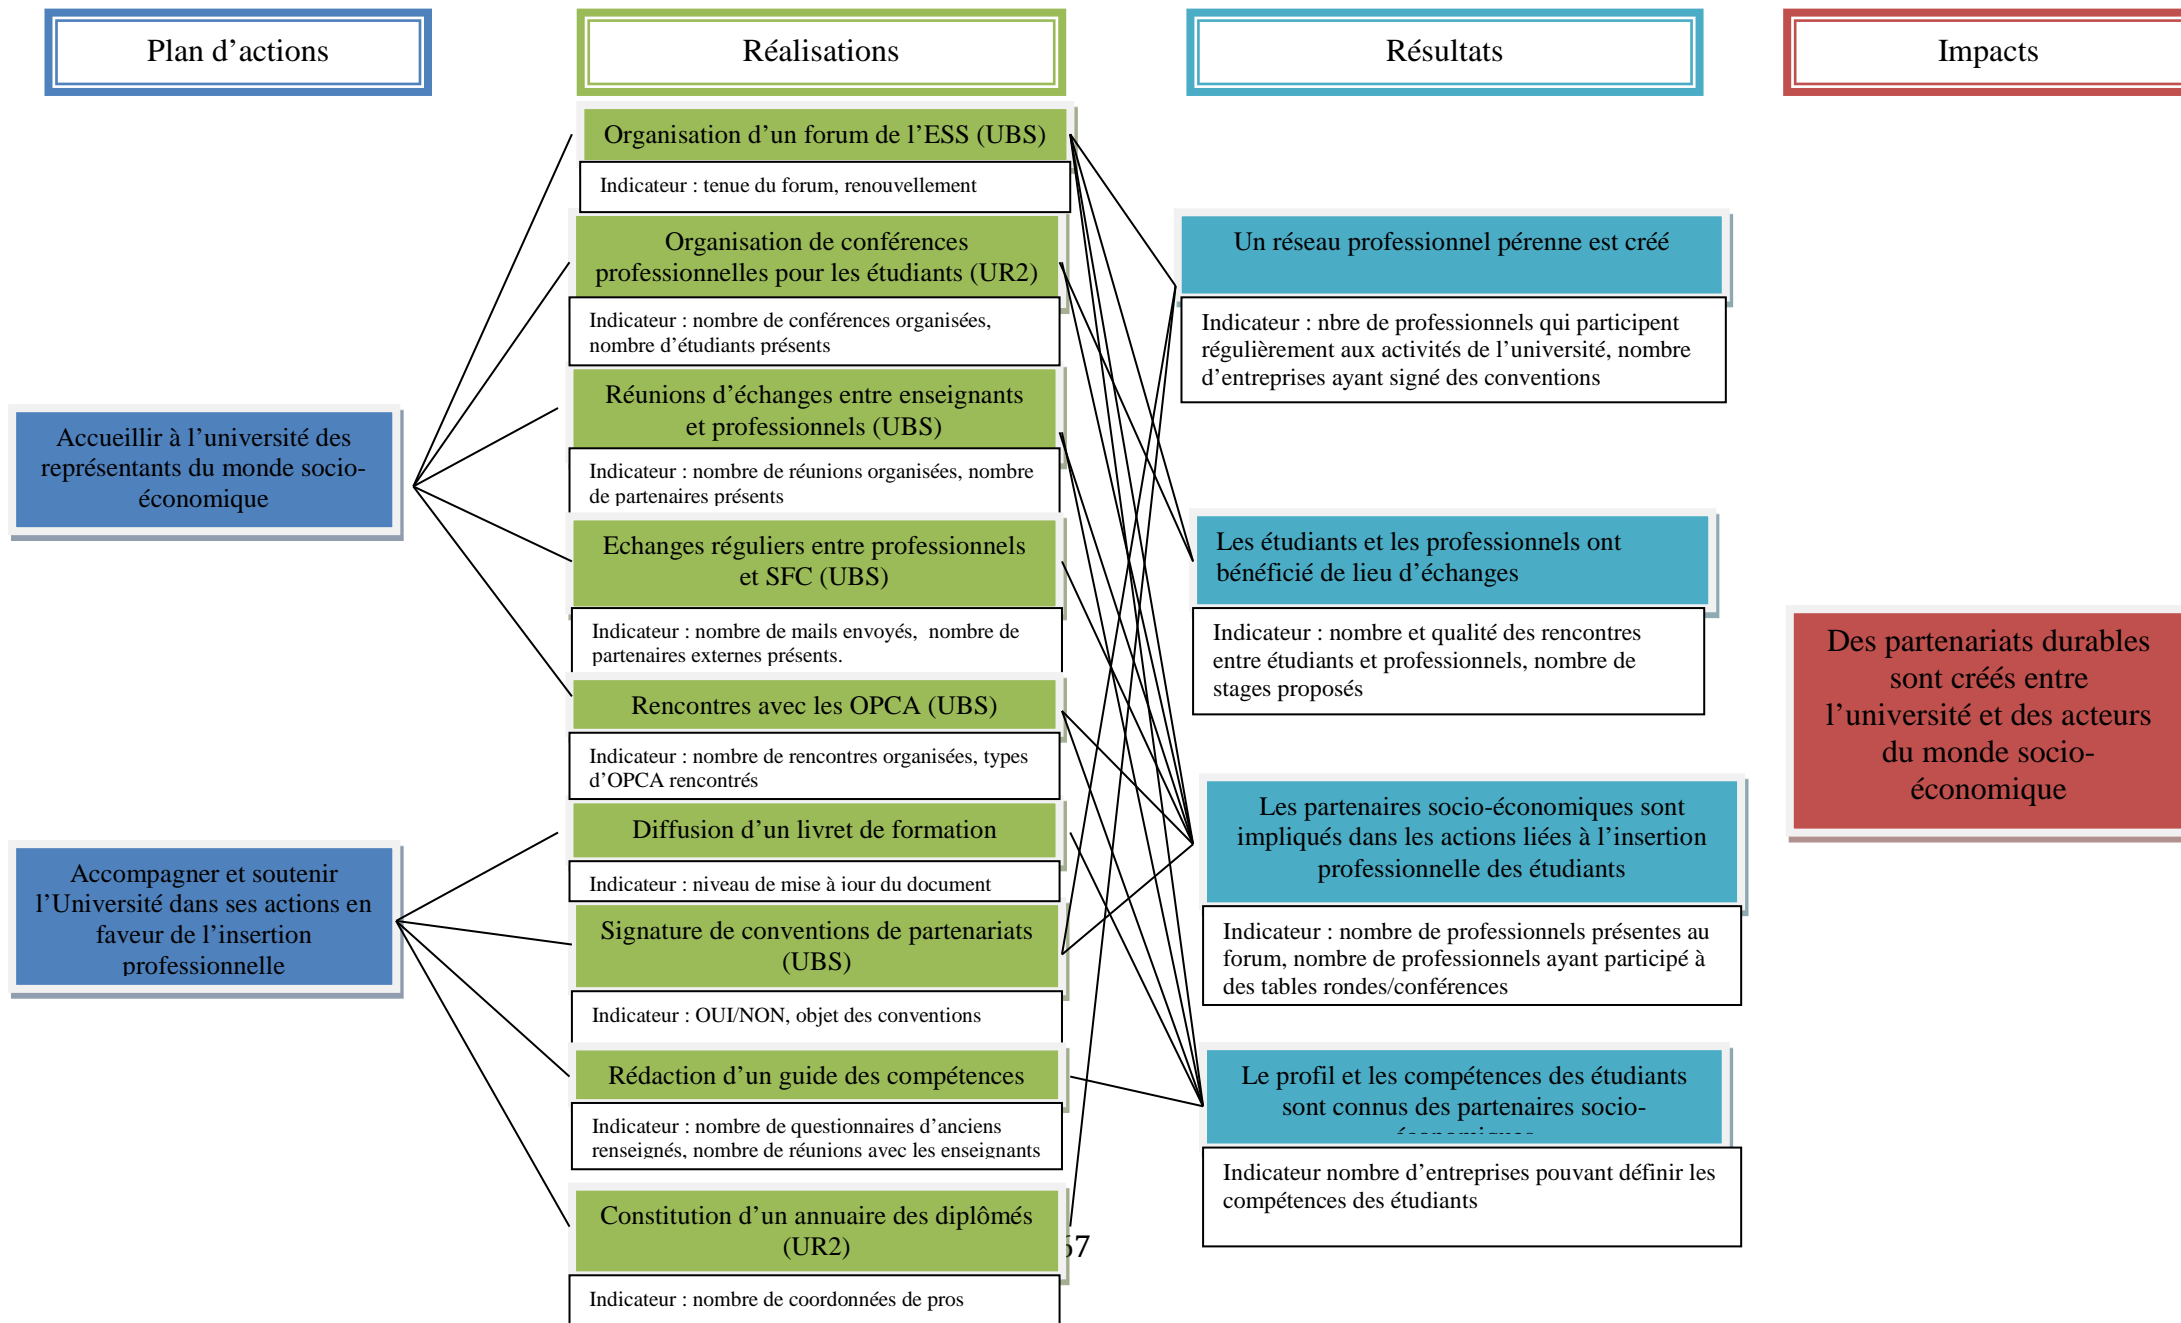 Plan d’actions
Réalisations
Résultats
Impacts
Accueillir à l’université des
représentants du monde socio-
économique
Accompagner et soutenir
l’Université dans ses actions en
faveur de l’insertion
professionnelle
Organisation d’un forum de l’ESS (UBS)
Indicateur : tenue du forum, renouvellement
Organisation de conférences
professionnelles pour les étudiants (UR2)
Indicateur : nombre de conférences organisées,
nombre d’étudiants présents
Réunions d’échanges entre enseignants
et professionnels (UBS)
Indicateur : nombre de réunions organisées, nombre
de partenaires présents
Echanges réguliers entre professionnels
et SFC (UBS)
Indicateur : nombre de mails envoyés, nombre de
partenaires externes présents.
Rencontres avec les OPCA (UBS)
Indicateur : nombre de rencontres organisées, types
d’OPCA rencontrés
Diffusion d’un livret de formation
Indicateur : niveau de mise à jour du document
Signature de conventions de partenariats
(UBS)
Indicateur : OUI/NON, objet des conventions
Rédaction d’un guide des compétences
Indicateur : nombre de questionnaires d’anciens
renseignés, nombre de réunions avec les enseignants
Constitution d’un annuaire des diplômés
(UR2)
Indicateur : nombre de coordonnées de pros
Un réseau professionnel pérenne est créé
Indicateur : nbre de professionnels qui participent
régulièrement aux activités de l’université, nombre
d’entreprises ayant signé des conventions
Les étudiants et les professionnels ont
bénéficié de lieu d’échanges
Indicateur : nombre et qualité des rencontres
entre étudiants et professionnels, nombre de
stages proposés
Les partenaires socio-économiques sont
impliqués dans les actions liées à l’insertion
professionnelle des étudiants
Indicateur : nombre de professionnels présentes au
forum, nombre de professionnels ayant participé à
des tables rondes/conférences
Le profil et les compétences des étudiants
sont connus des partenaires socio-
Indicateur nombre d’entreprises pouvant définir les
compétences des étudiants
Des partenariats durables
sont créés entre
l’université et des acteurs
du monde socio-
économique